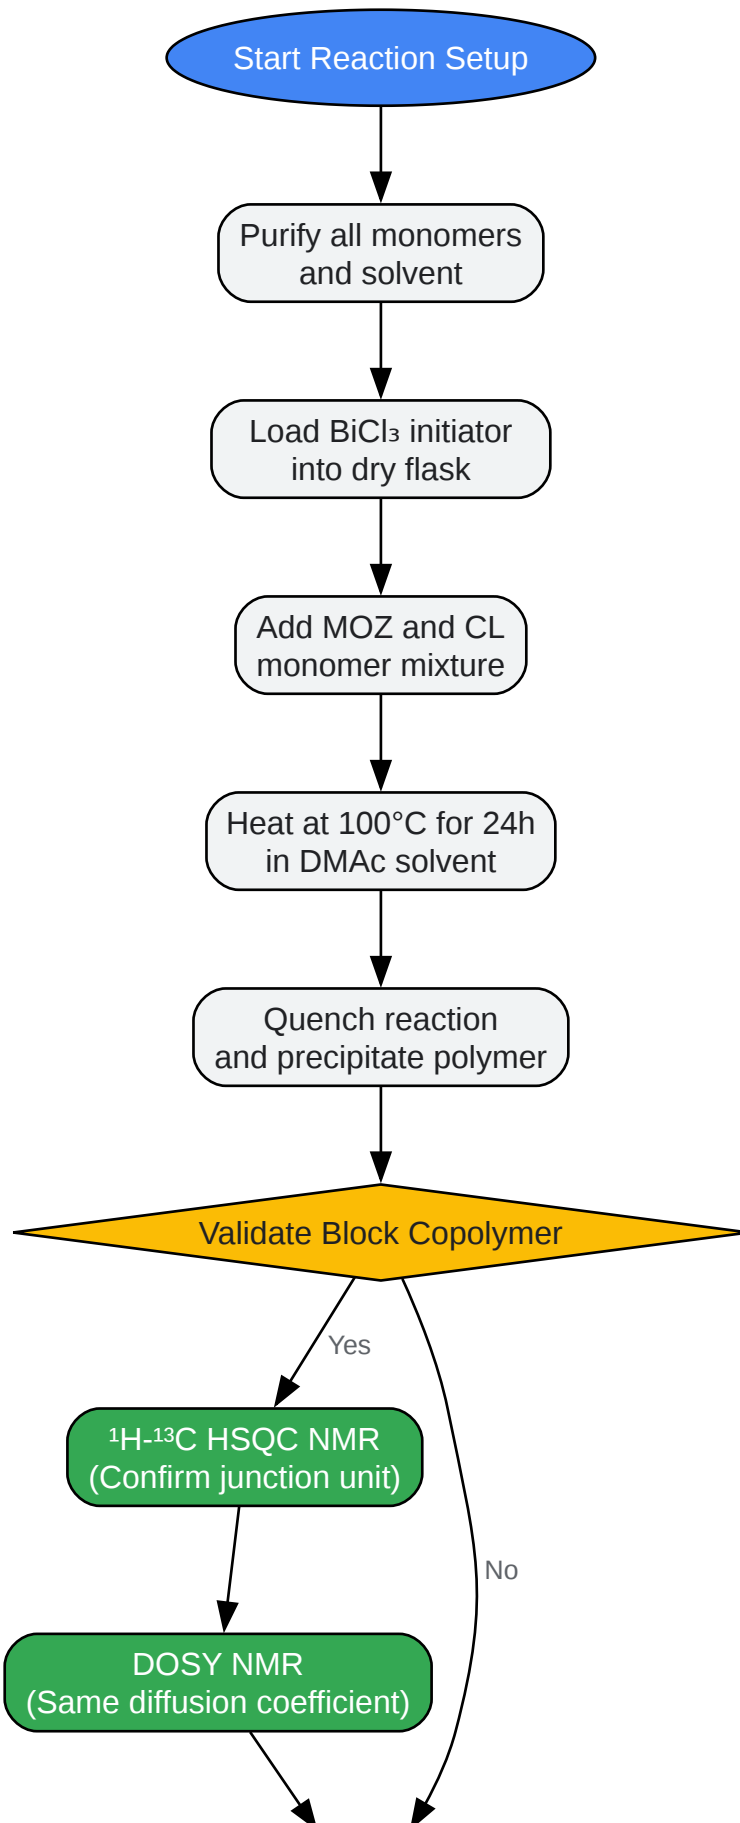 Start Reaction Setup
Purify all monomers
and solvent
Load BiCl₃ initiator
into dry flask
Add MOZ and CL
monomer mixture
Heat at 100°C for 24h
in DMAc solvent
Quench reaction
and precipitate polymer
Validate Block Copolymer
Yes
¹H-¹³C HSQC NMR
(Confirm junction unit)
No
DOSY NMR
(Same diffusion coefficient)